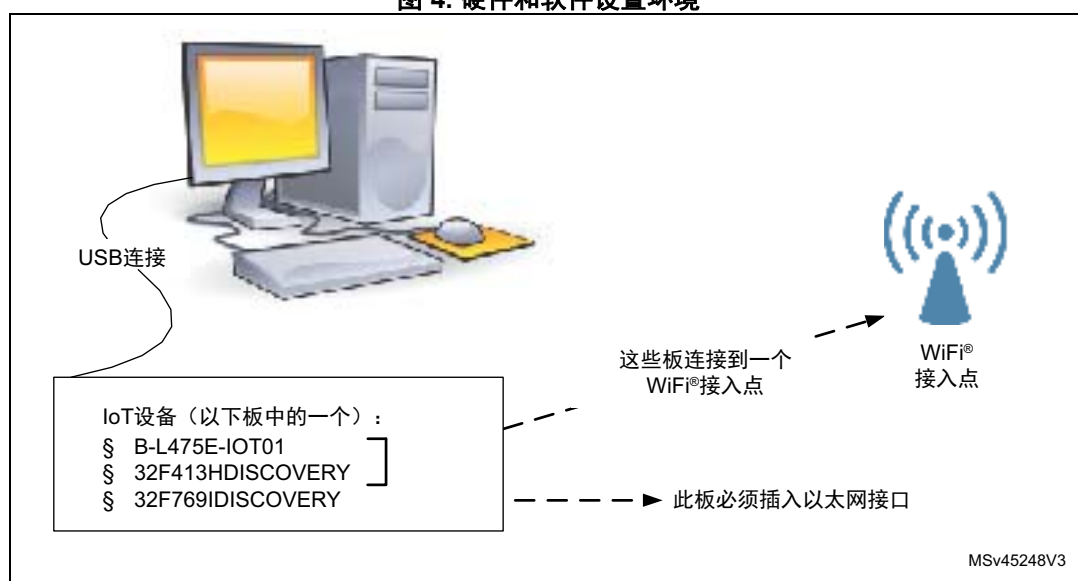 图 4. 硬件和软件设置环境
USB连接
这些板连接到一个
WiFi®接入点
WiFi®
接入点
IoT设备（以下板中的一个）:
§ B-L475E-IOT01
§ 32F413HDISCOVERY
§ 32F769IDISCOVERY
此板必须插入以太网接口
MSv45248V3